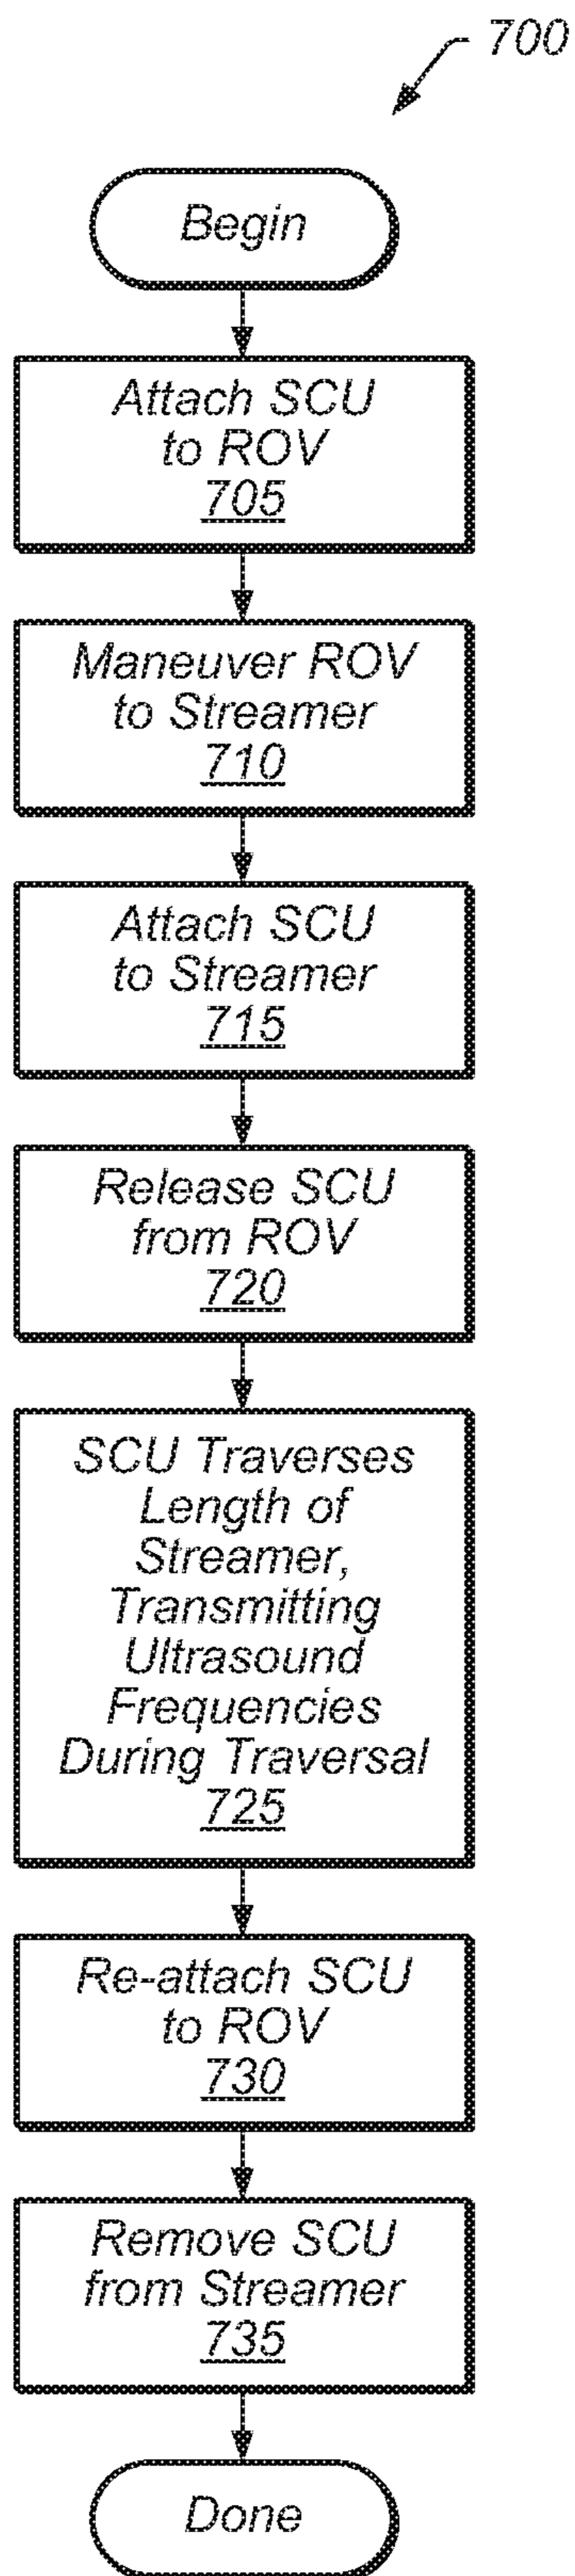 700
Begin
Attach SCU
to ROV
705
Maneuver ROV
to Streamer
710
Attach SCU
to Streamer
715
Release SCU
from ROV
720
SCU Traverses
Length of
Streamer,
Transmitting
Ultrasound
Frequencies
During Traversal
725
Re-attach SCU
to ROV
730
Remove SCU
from Streamer
735
Done